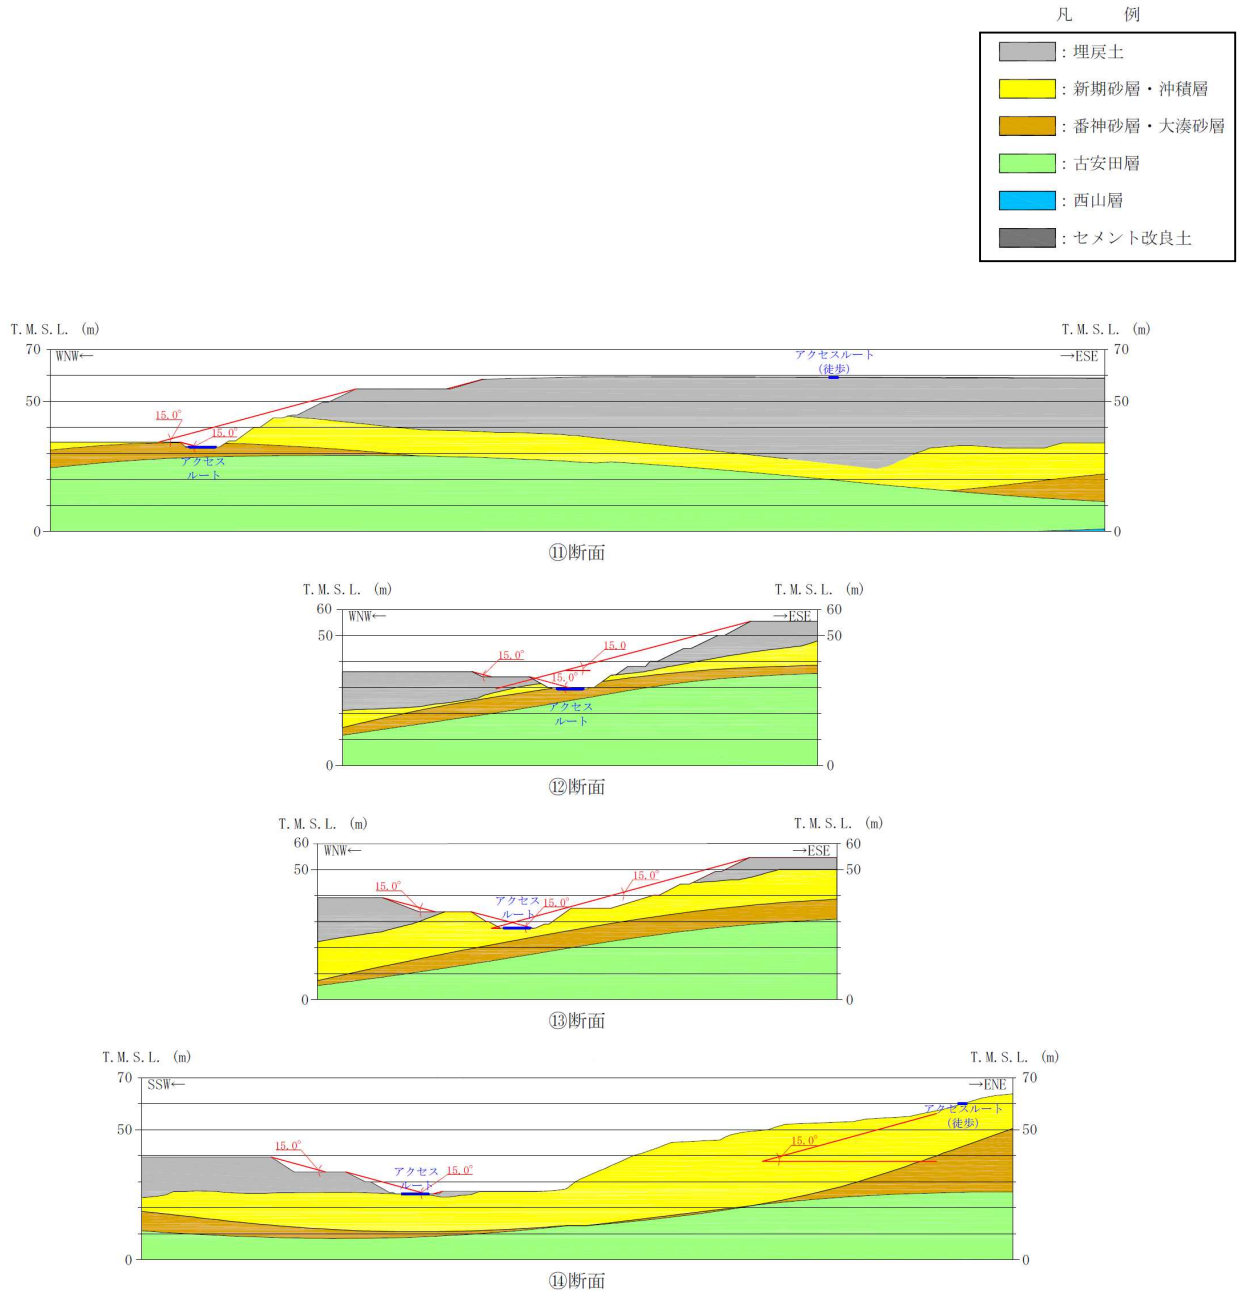 凡 例
: 埋戻土
: 新期砂層・沖積層
: 番神砂層・大湊砂層
: 古安田層
: 西山層
: セメント改良土
T.M.S.L. (m) T.M.S.L. (m)
70 WNW← アクセスルート →ESE 70
(徒歩)
50 50
15.0°
15.0°
アクセス
ルート
0 0
⑪断面
T.M.S.L. (m) T.M.S.L. (m)
60 60
WNW← →ESE
50 50
15.0° 15.0
15.0°
アクセス
ルート
0 0
⑫断面
T.M.S.L. (m) T.M.S.L. (m)
60 60
WNW← →ESE
50 50
15.0° 15.0°
アクセス
ルート 15.0°
0 0
⑬断面
T.M.S.L. (m) T.M.S.L. (m)
70 70
SSW← →ENE
アクセスルート
(徒歩)
50 50
15.0° 15.0°
アクセス 15.0°
ルート
0 0
⑭断面